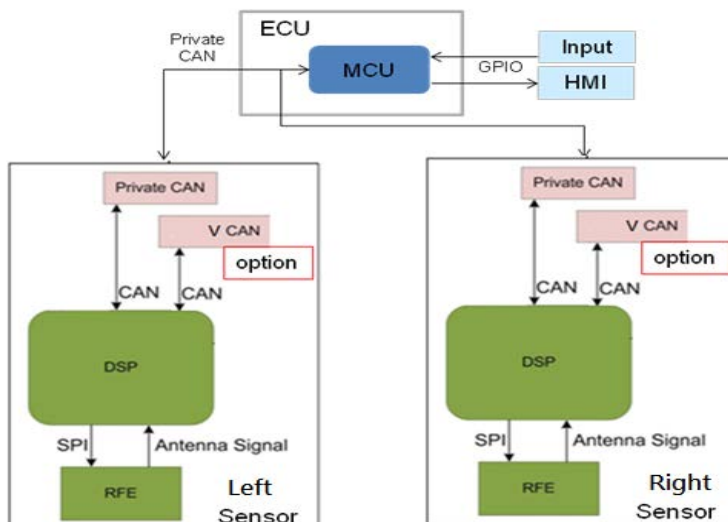 ECU
Private
CAN
MCU
GPIO
Input
HMI
Private CAN
V CAN
option
CAN
CAN
DSP
SPI
Antenna Signal
RFE
Left
Sensor
Private CAN
V CAN
option
CAN
CAN
DSP
SPI
Antenna Signal
RFE
Right
Sensor